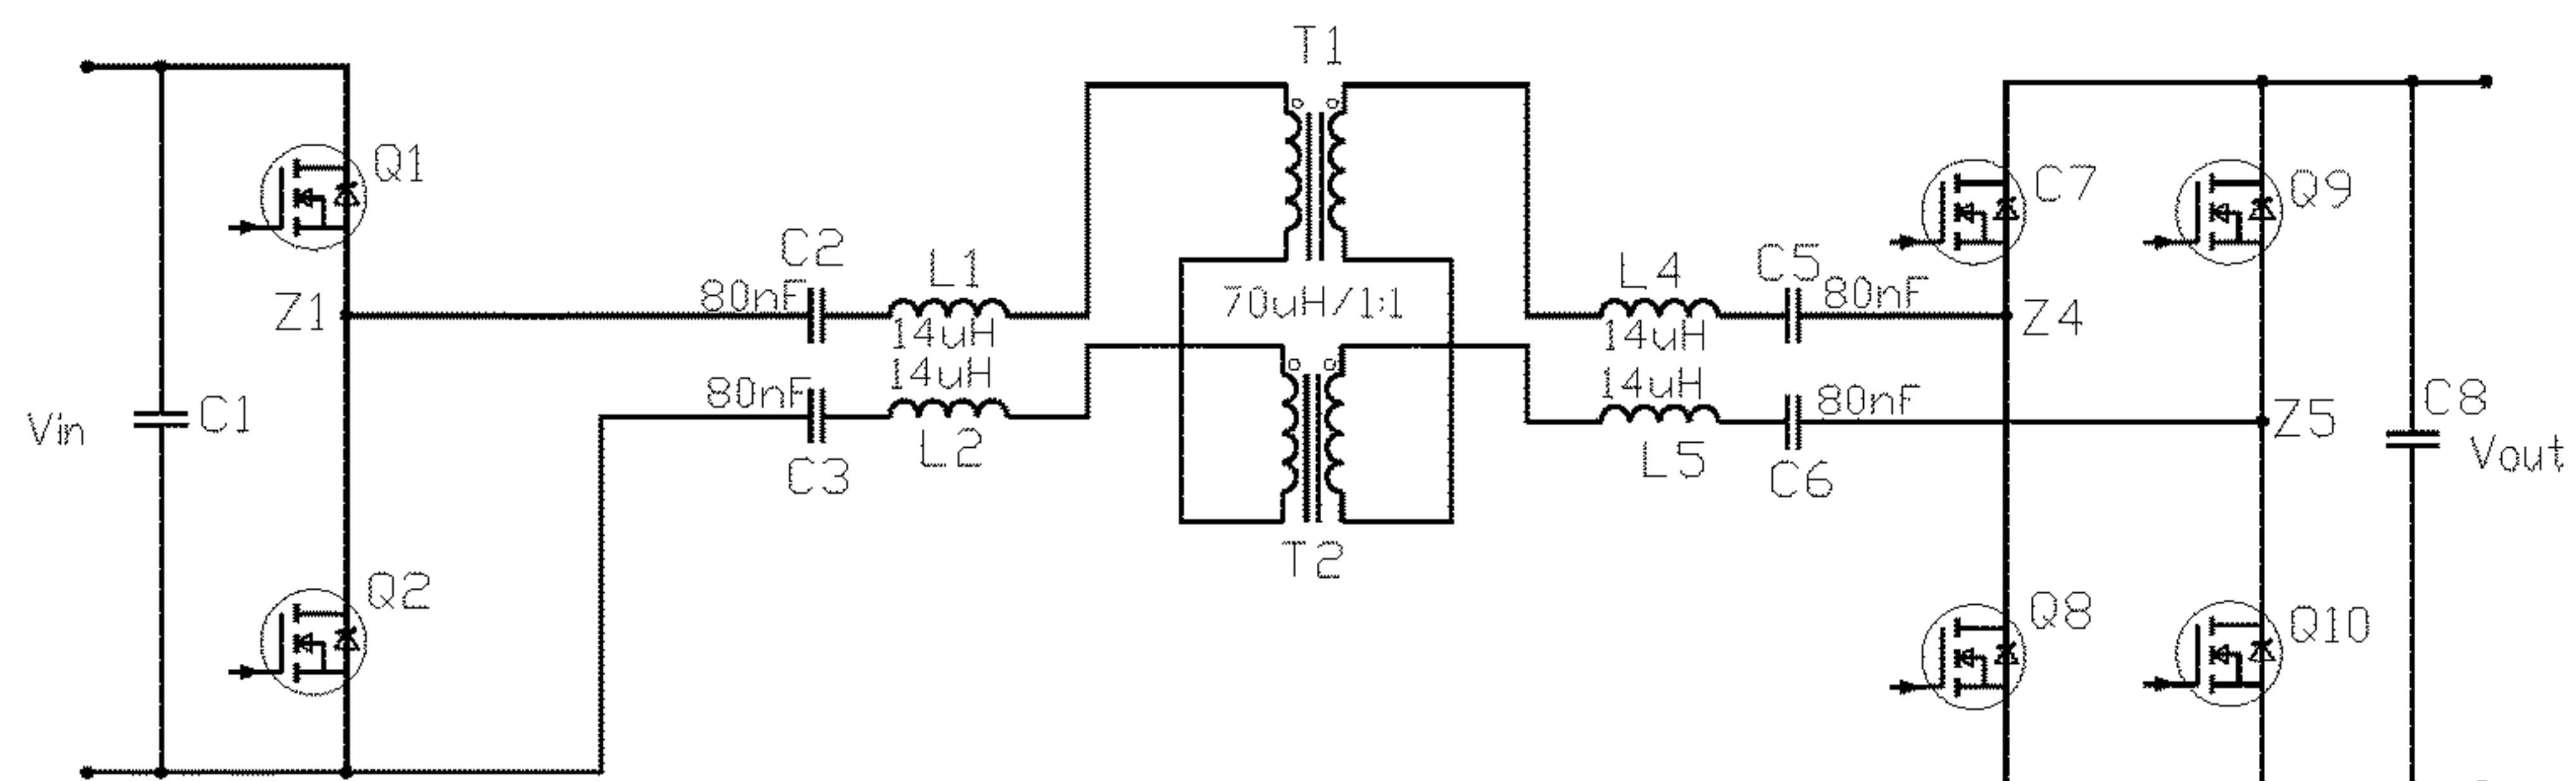 T1
Q1
C7
Q9
C2
L1
L4
C5
80nF
80nF
Z1
70uH/1:1
Z4
14uH
14uH
14uH
14uH
80nF
80nF
Vin
C1
C3
L2
L5
C6
Z5
C8
Vout
T2
Q2
Q8
Q10